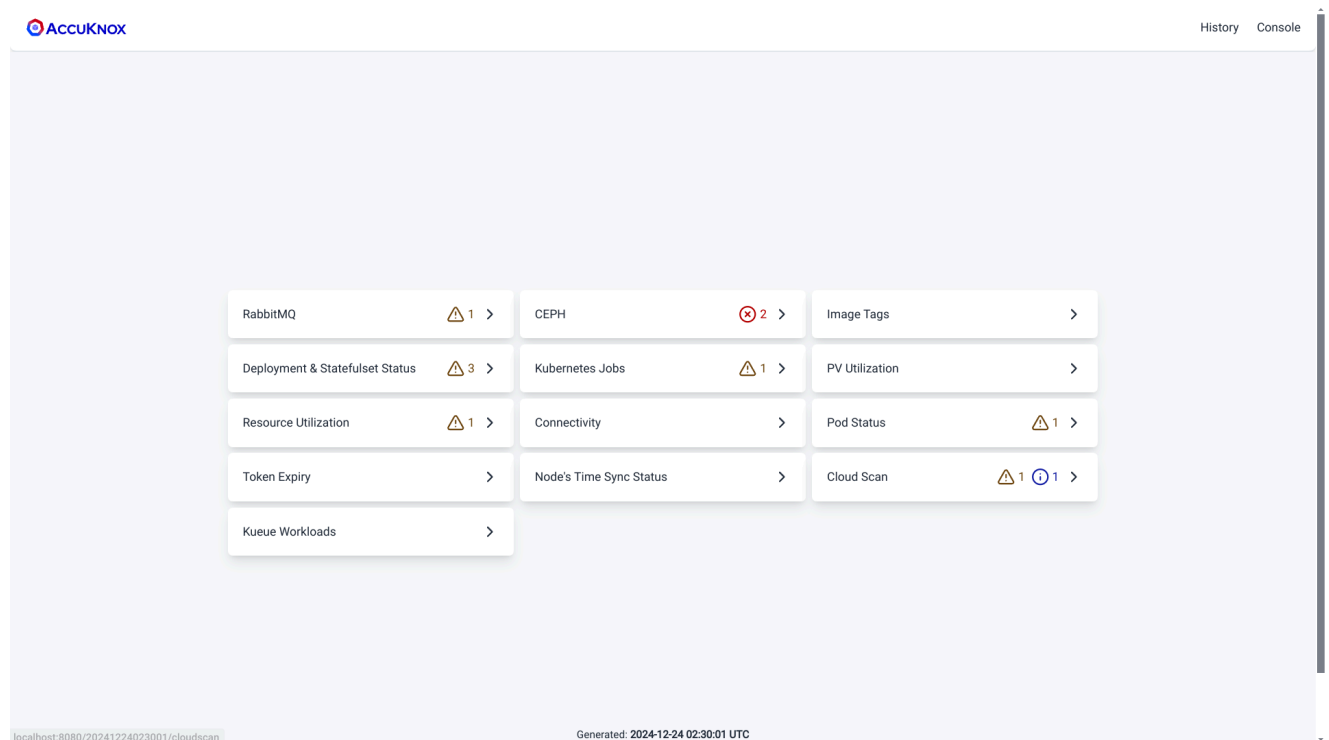 ACCUKNOX
History Console
RabbitMQ 1
CEPH 2
Image Tags
Deployment & Statefulset Status 3
Kubernetes Jobs 1
PV Utilization
Resource Utilization 1
Connectivity
Pod Status 1
Token Expiry
Node's Time Sync Status
Cloud Scan 1 1
Kueue Workloads
Generated: 2024-12-24 02:30:01 UTC
localhost:8080/20241224023001/cloudscan